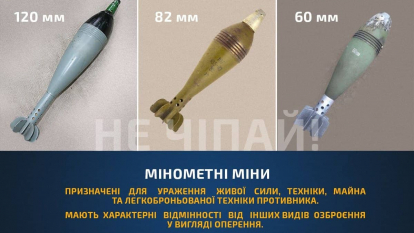 120 мм
82 мм
60 мм
НЕ ЧІПАЙ!
МІНОМЕТНІ МІНИ
ПРИЗНАЧЕНІ ДЛЯ УРАЖЕННЯ ЖИВОЇ СИЛИ, ТЕХНІКИ, МАЙНА
ТА ЛЕГКОБРОНЬОВАНОЇ ТЕХНІКИ ПРОТИВНИКА.
МАЮТЬ ХАРАКТЕРНІ ВІДМІННОСТІ ВІД ІНШИХ ВИДІВ ОЗБРОЄННЯ
У ВИГЛЯДІ ОПЕРЕННЯ.